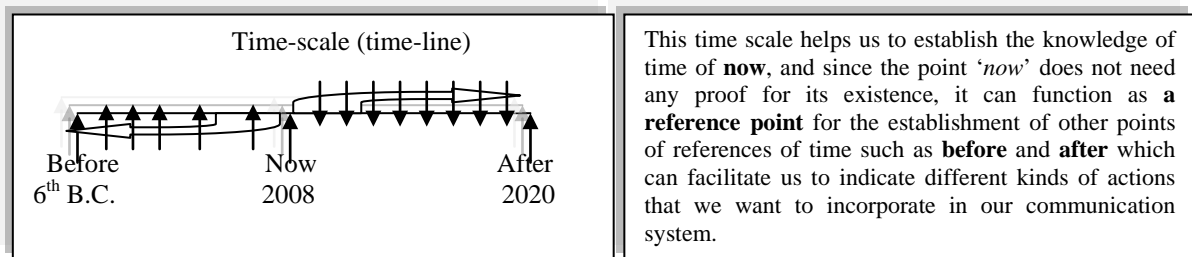 Time-scale (time-line)
Before Now After
6th B.C. 2008 2020
This time scale helps us to establish the knowledge of
time of now, and since the point ‘now’ does not need
any proof for its existence, it can function as a
reference point for the establishment of other points
of references of time such as before and after which
can facilitate us to indicate different kinds of actions
that we want to incorporate in our communication
system.